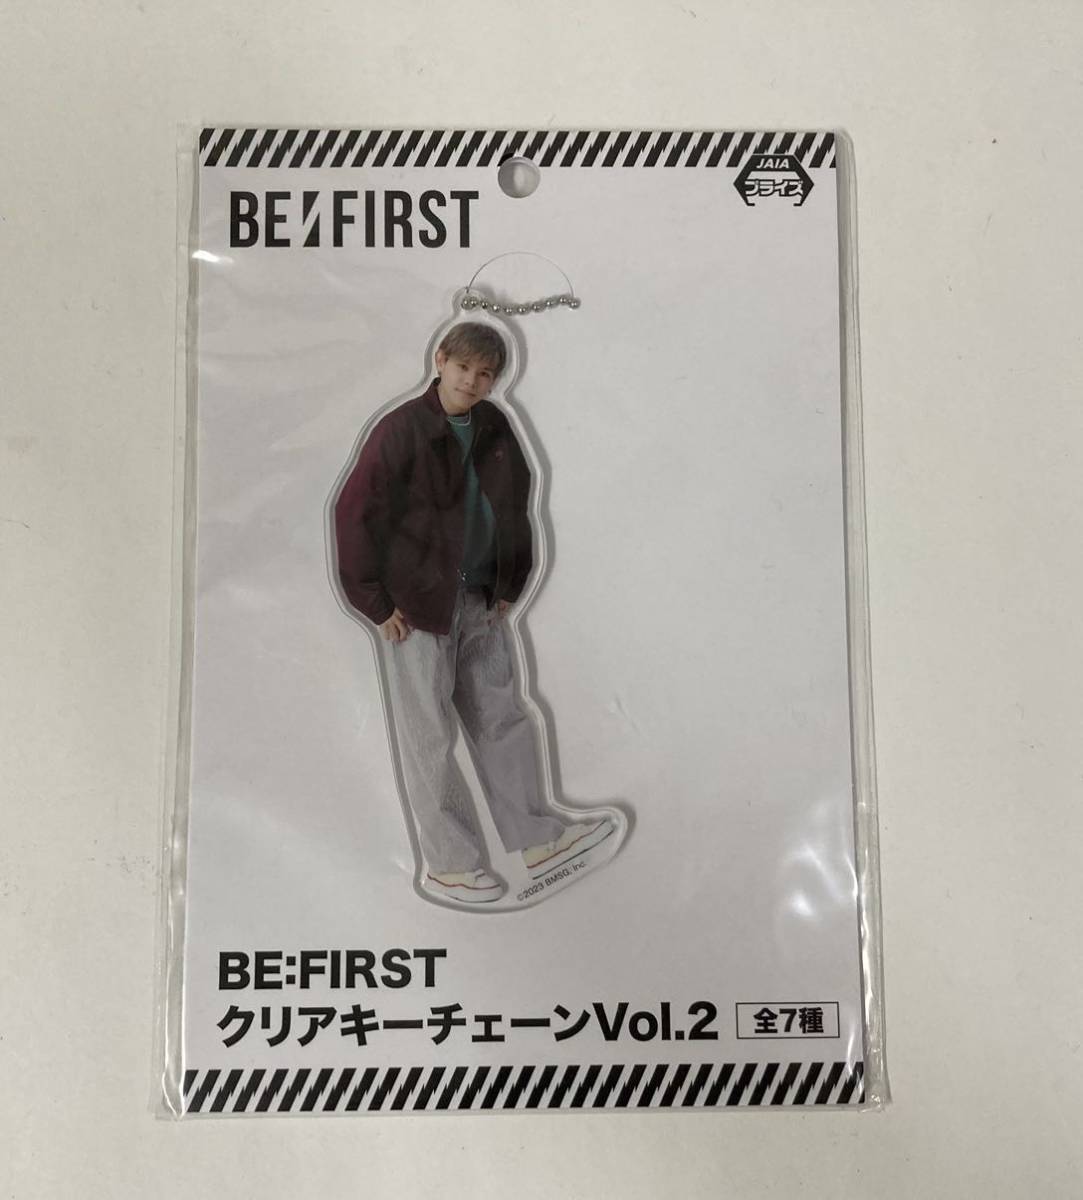 BE:FIRST
JAIA
プライズ
©2023 BMSG, Inc.
BE:FIRST
クリアキーチェーンVol.2 全7種